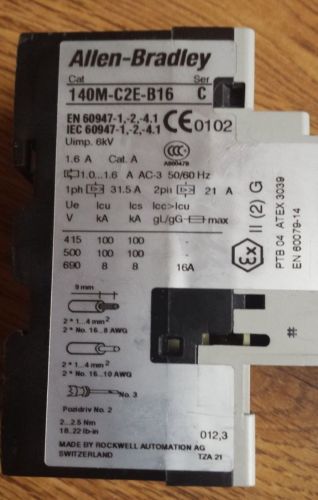 Allen-Bradley
Cat Ser
140M-C2E-B16 C
EN 60947-1,-2,-4.1
IEC 60947-1,-2,-4.1
CE 0102
Uimp. 6kV
CCC
A800478
1.6 A Cat. A
1.0...1.6 A AC-3 50/60 Hz
1ph 31.5 A 2ph 21 A
Ue Icu Ics Icc>Icu
V kA kA gL/gG max
415 100 100 -
500 100 100 -
690 8 8 16A
9 mm
2 * 1...4 mm²
2 * No. 16...8 AWG
2 * 1...4 mm²
2 * No. 16...10 AWG
No. 3
Pozidriv No. 2
2...2.5 Nm
18...22 lb-in
012,3
MADE BY ROCKWELL AUTOMATION AG
SWITZERLAND TZA 21
Ex II (2) G
PTB 04 ATEX 3039
EN 60079-14
#